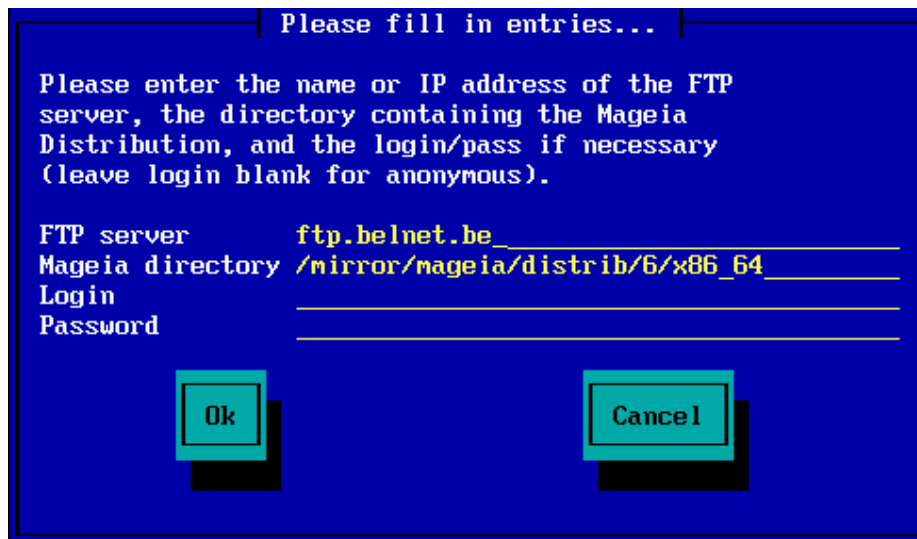 Please fill in entries...
Please enter the name or IP address of the FTP
server, the directory containing the Mageia
Distribution, and the login/pass if necessary
(leave login blank for anonymous).
FTP server ftp.belnet.be
Mageia directory /mirror/mageia/distrib/6/x86_64
Login
Password
Ok Cancel